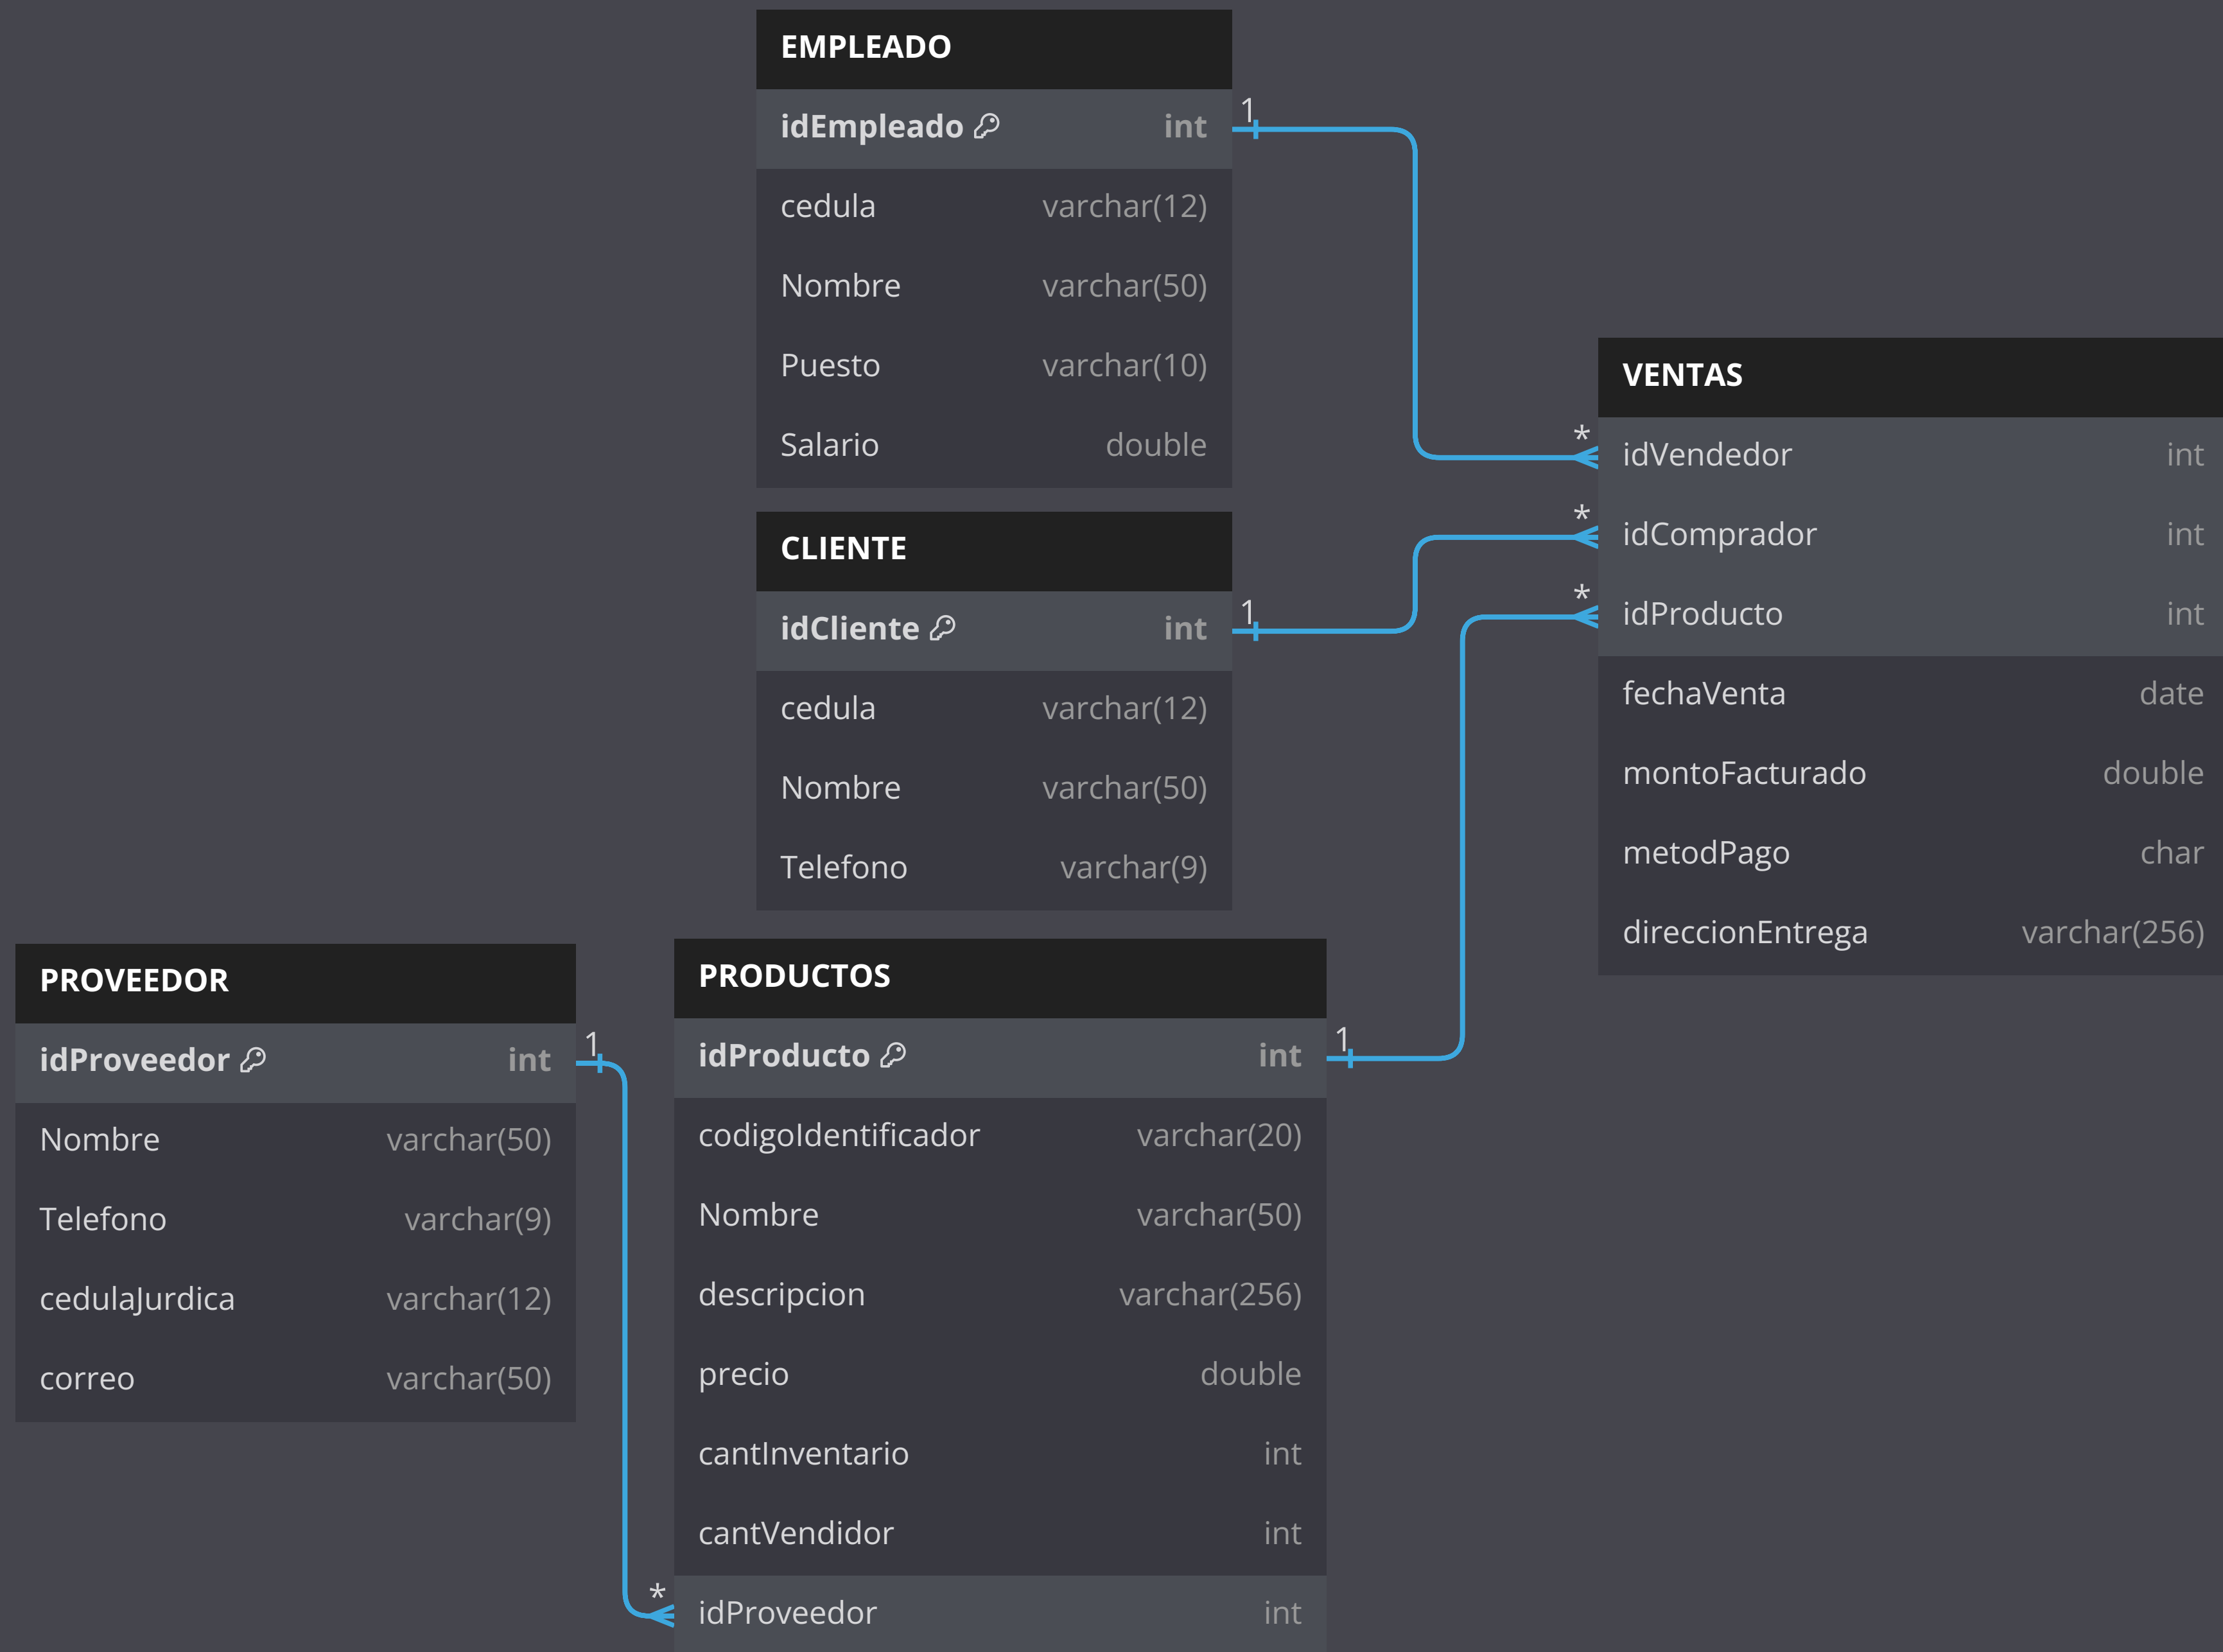 EMPLEADO
idEmpleado int
cedula varchar(12)
Nombre varchar(50)
Puesto varchar(10)
Salario double
1
CLIENTE
idCliente int
cedula varchar(12)
Nombre varchar(50)
Telefono varchar(9)
1
VENTAS
* idVendedor int
* idComprador int
* idProducto int
fechaVenta date
montoFacturado double
metodPago char
direccionEntrega varchar(256)
PROVEEDOR
idProveedor int
Nombre varchar(50)
Telefono varchar(9)
cedulaJurdica varchar(12)
correo varchar(50)
1
PRODUCTOS
idProducto int
codigoIdentificador varchar(20)
Nombre varchar(50)
descripcion varchar(256)
precio double
cantInventario int
cantVendidor int
* idProveedor int
1